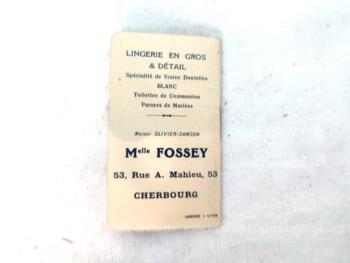 LINGERIE EN GROS
& DÉTAIL
Spécialité de Vraies Dentelles
BLANC
Toilettes de Communion
Parures de Mariées
Maison OLIVIER-SAMSON
Melle FOSSEY
53, Rue A. Mahieu, 53
CHERBOURG